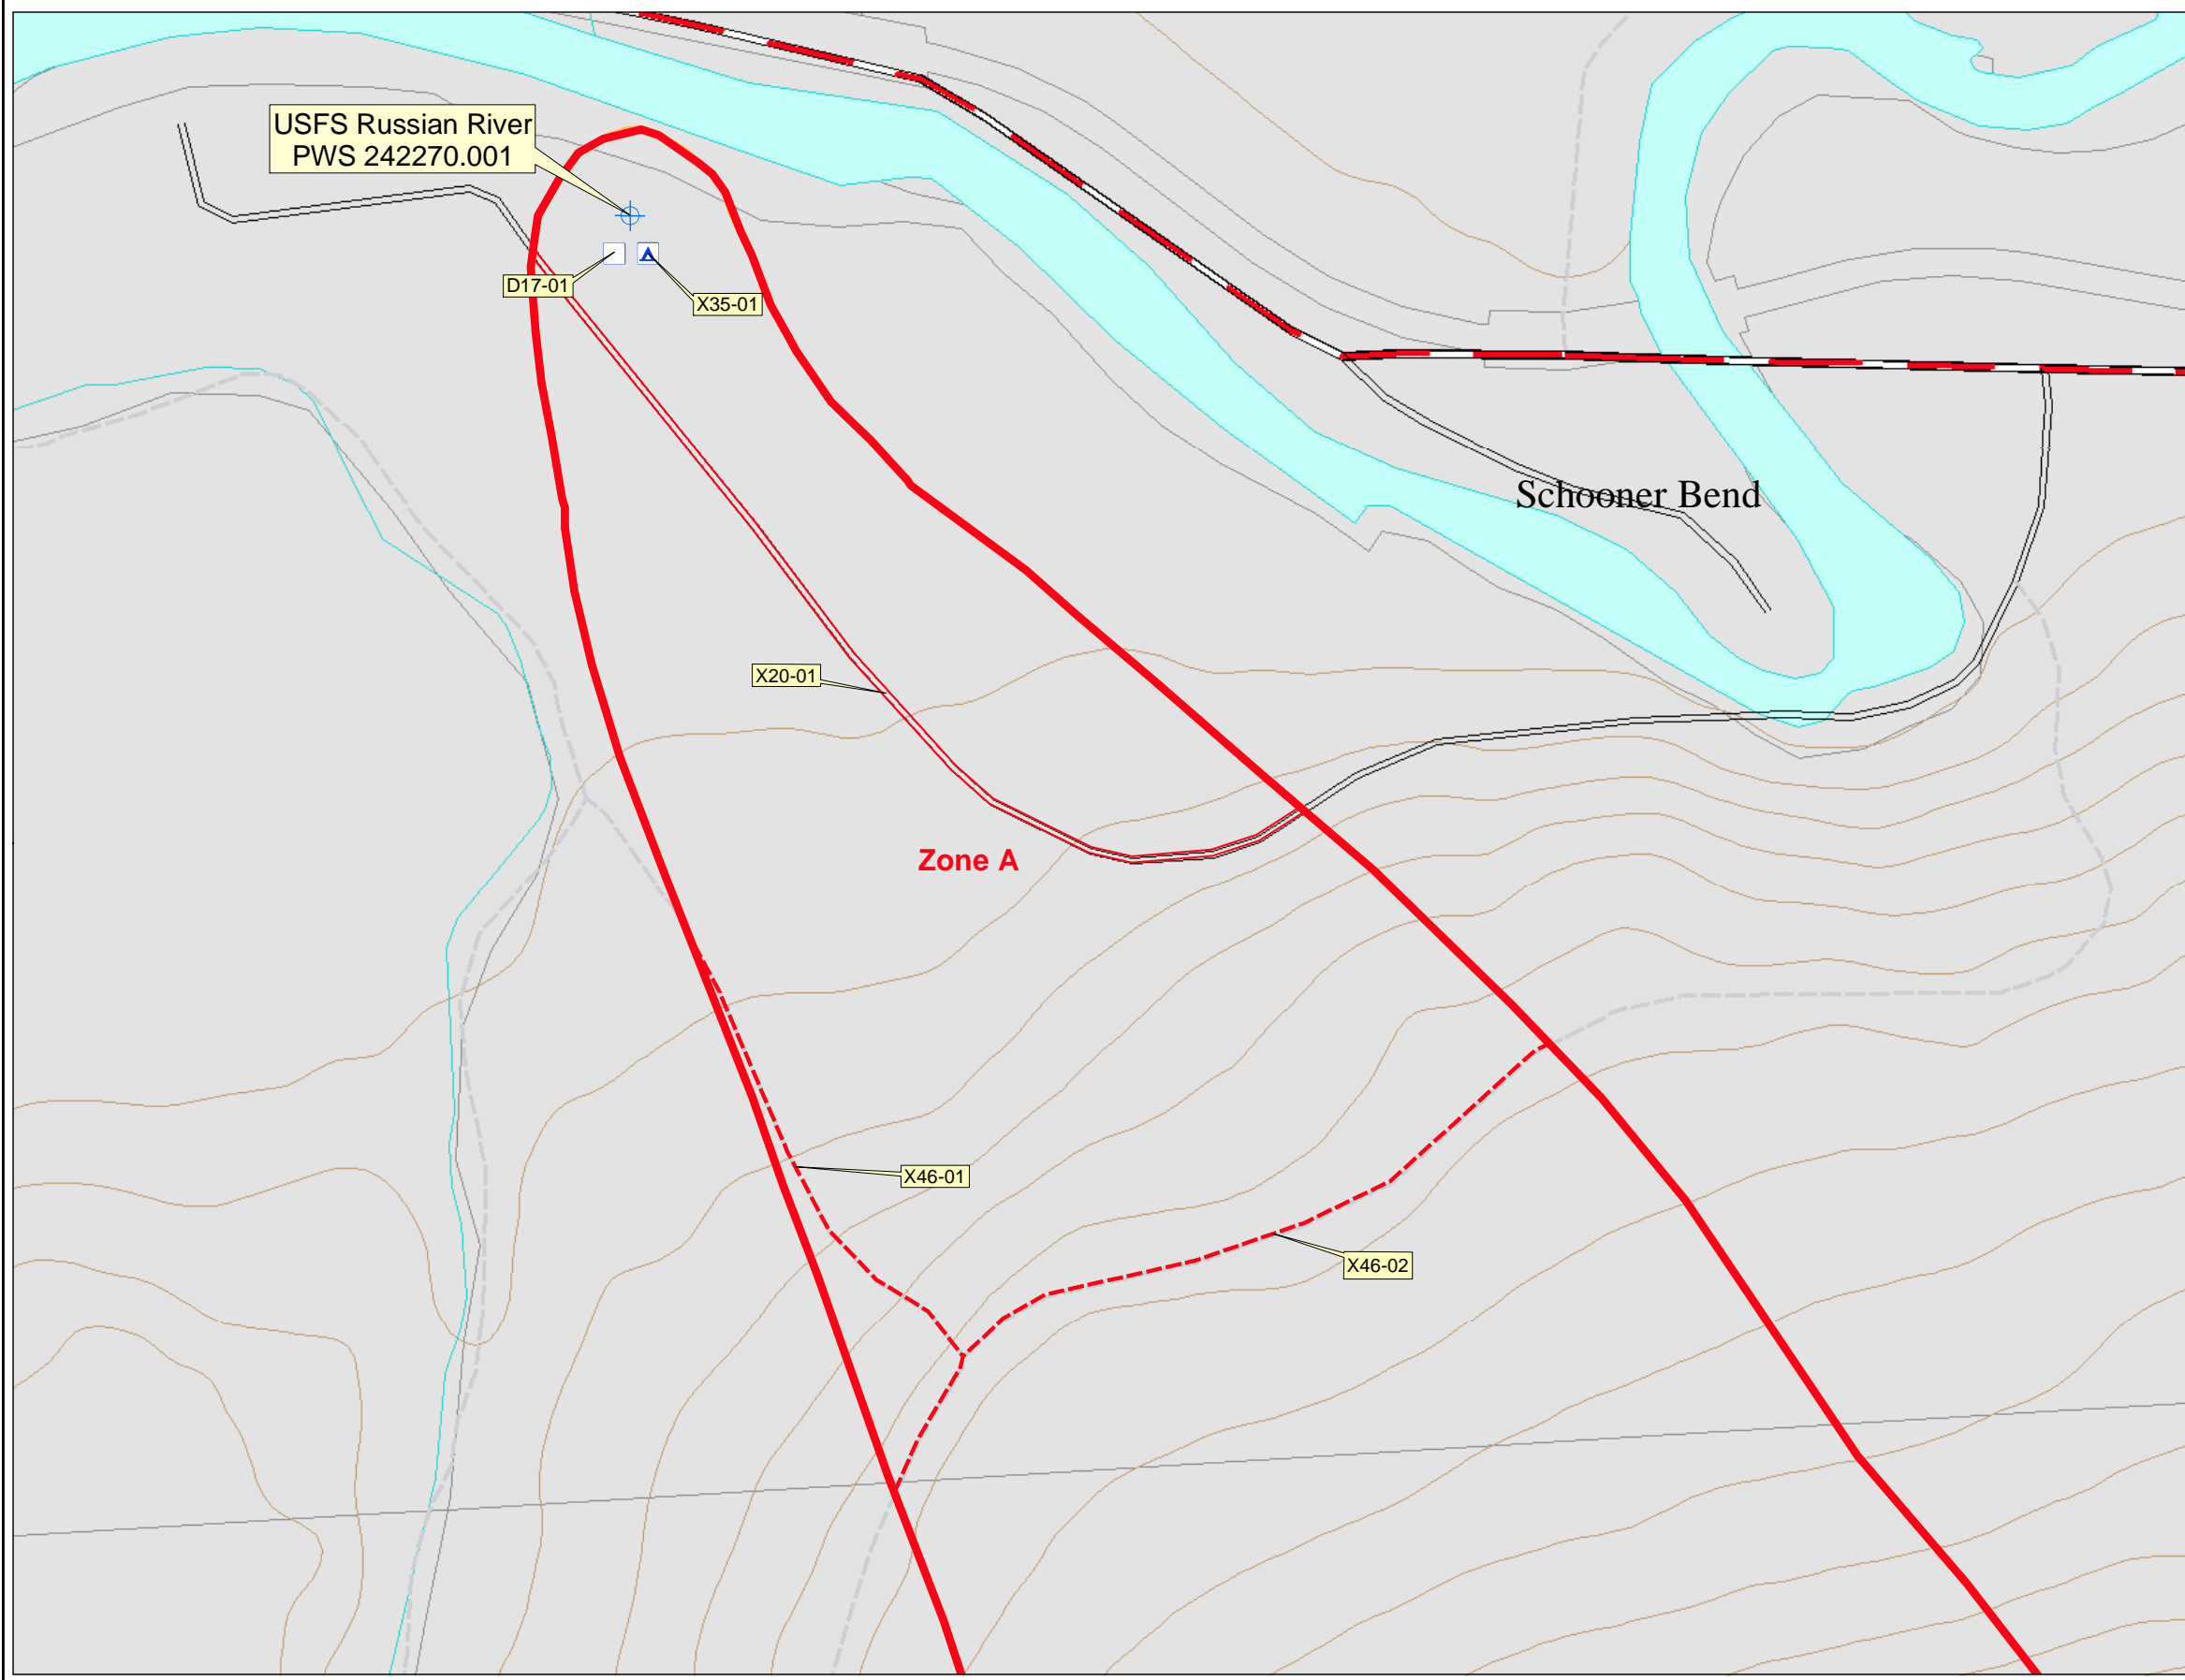 USFS Russian River
PWS 242270.001
D17-01
X35-01
Schooner Bend
X20-01
Zone A
X46-01
X46-02